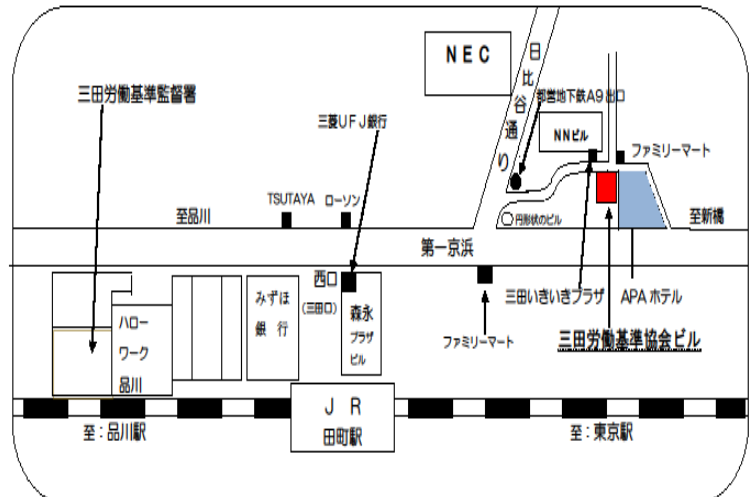 NEC
日比谷通り
三田労働基準監督署
都営地下鉄A9出口
三菱UFJ銀行
NNビル
ファミリーマート
TSUTAYA ローソン
至品川
円形状のビル
至新橋
第一京浜
西口
(三田口)
みずほ
銀行
森永
プラザ
ビル
三田いきいきプラザ
APAホテル
ハロー
ワーク
品川
ファミリーマート
三田労働基準協会ビル
JR
田町駅
至：品川駅
至：東京駅